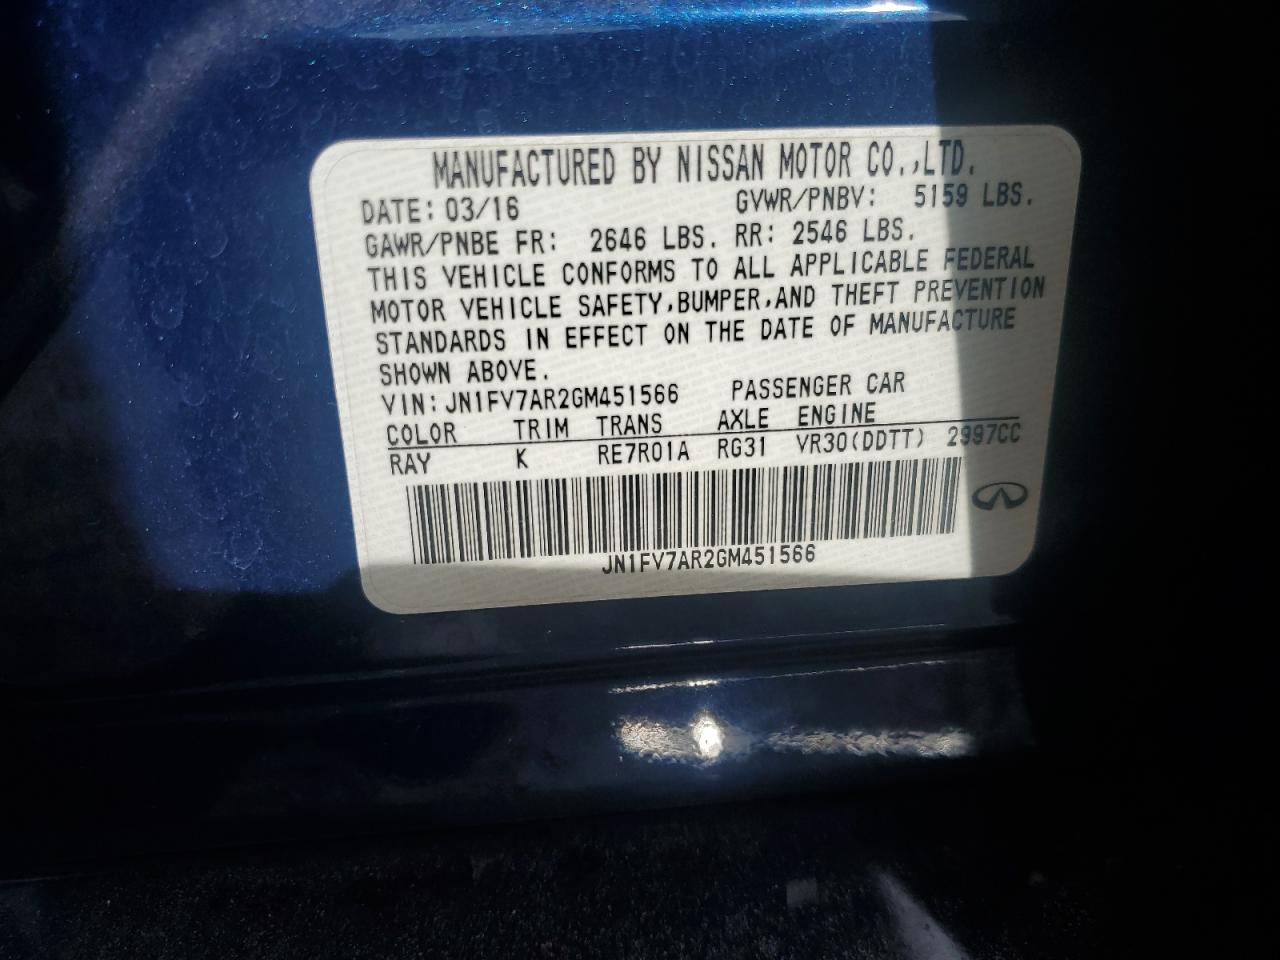 MANUFACTURED BY NISSAN MOTOR CO.,LTD.
DATE: 03/16 GVWR/PNBV: 5159 LBS.
GAWR/PNBE FR: 2646 LBS. RR: 2546 LBS.
THIS VEHICLE CONFORMS TO ALL APPLICABLE FEDERAL
MOTOR VEHICLE SAFETY,BUMPER,AND THEFT PREVENTION
STANDARDS IN EFFECT ON THE DATE OF MANUFACTURE
SHOWN ABOVE.
VIN: JN1FV7AR2GM451566 PASSENGER CAR
COLOR TRIM TRANS AXLE ENGINE
RAY K RE7R01A RG31 VR30(DDTT) 2997CC
JN1FV7AR2GM451566